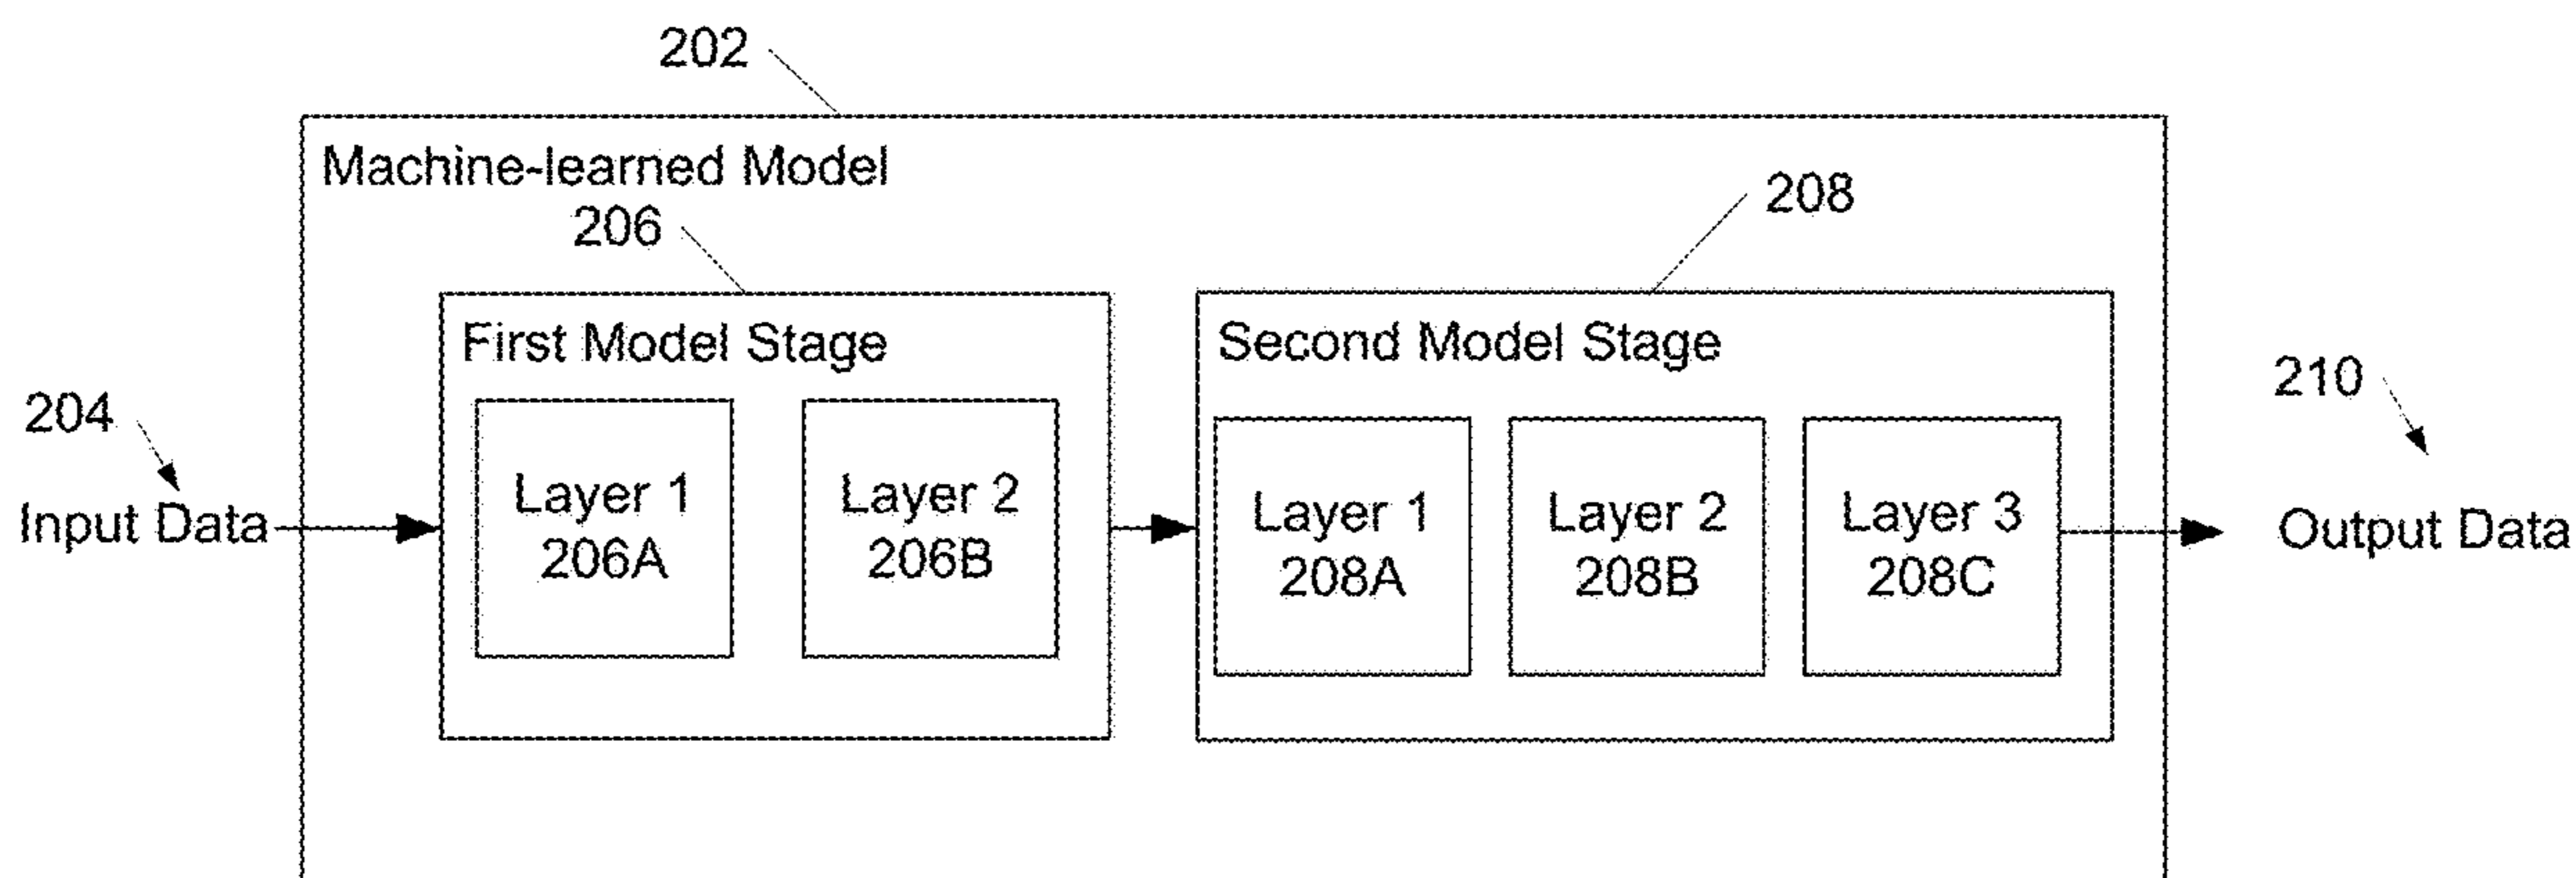 202
Machine-learned Model
206
208
First Model Stage
Second Model Stage
204
210
Input Data
Layer 1
206A
Layer 2
206B
Layer 1
208A
Layer 2
208B
Layer 3
208C
Output Data